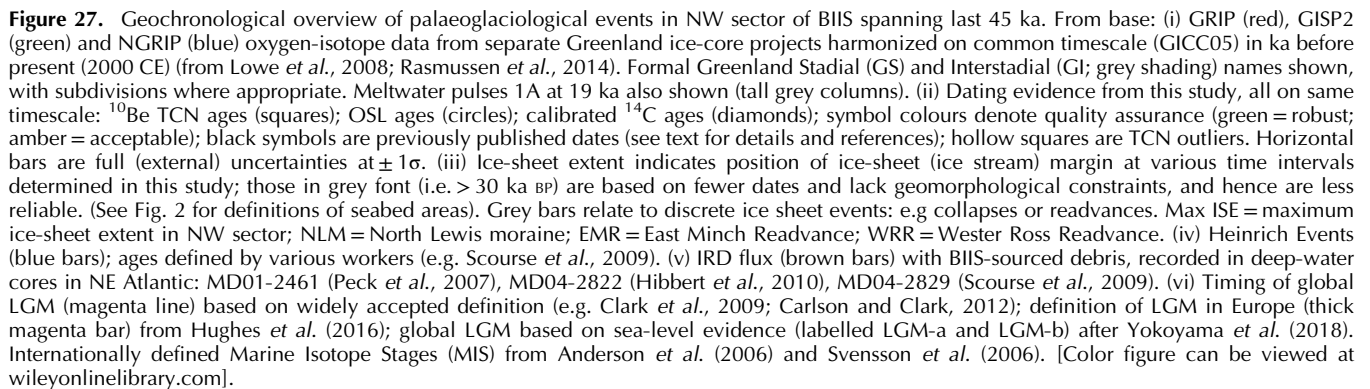 Figure 27. Geochronological overview of palaeoglaciological events in NW sector of BIIS spanning last 45 ka. From base: (i) GRIP (red), GISP2
(green) and NGRIP (blue) oxygen-isotope data from separate Greenland ice-core projects harmonized on common timescale (GICC05) in ka before
present (2000 CE) (from Lowe et al., 2008; Rasmussen et al., 2014). Formal Greenland Stadial (GS) and Interstadial (GI; grey shading) names shown,
with subdivisions where appropriate. Meltwater pulses 1A at 19 ka also shown (tall grey columns). (ii) Dating evidence from this study, all on same
timescale: ¹⁰Be TCN ages (squares); OSL ages (circles); calibrated ¹⁴C ages (diamonds); symbol colours denote quality assurance (green = robust;
amber = acceptable); black symbols are previously published dates (see text for details and references); hollow squares are TCN outliers. Horizontal
bars are full (external) uncertainties at ± 1σ. (iii) Ice-sheet extent indicates position of ice-sheet (ice stream) margin at various time intervals
determined in this study; those in grey font (i.e. > 30 ka BP) are based on fewer dates and lack geomorphological constraints, and hence are less
reliable. (See Fig. 2 for definitions of seabed areas). Grey bars relate to discrete ice sheet events: e.g collapses or readvances. Max ISE = maximum
ice-sheet extent in NW sector; NLM = North Lewis moraine; EMR = East Minch Readvance; WRR = Wester Ross Readvance. (iv) Heinrich Events
(blue bars); ages defined by various workers (e.g. Scourse et al., 2009). (v) IRD flux (brown bars) with BIIS-sourced debris, recorded in deep-water
cores in NE Atlantic: MD01-2461 (Peck et al., 2007), MD04-2822 (Hibbert et al., 2010), MD04-2829 (Scourse et al., 2009). (vi) Timing of global
LGM (magenta line) based on widely accepted definition (e.g. Clark et al., 2009; Carlson and Clark, 2012); definition of LGM in Europe (thick
magenta bar) from Hughes et al. (2016); global LGM based on sea-level evidence (labelled LGM-a and LGM-b) after Yokoyama et al. (2018).
Internationally defined Marine Isotope Stages (MIS) from Anderson et al. (2006) and Svensson et al. (2006). [Color figure can be viewed at
wileyonlinelibrary.com].